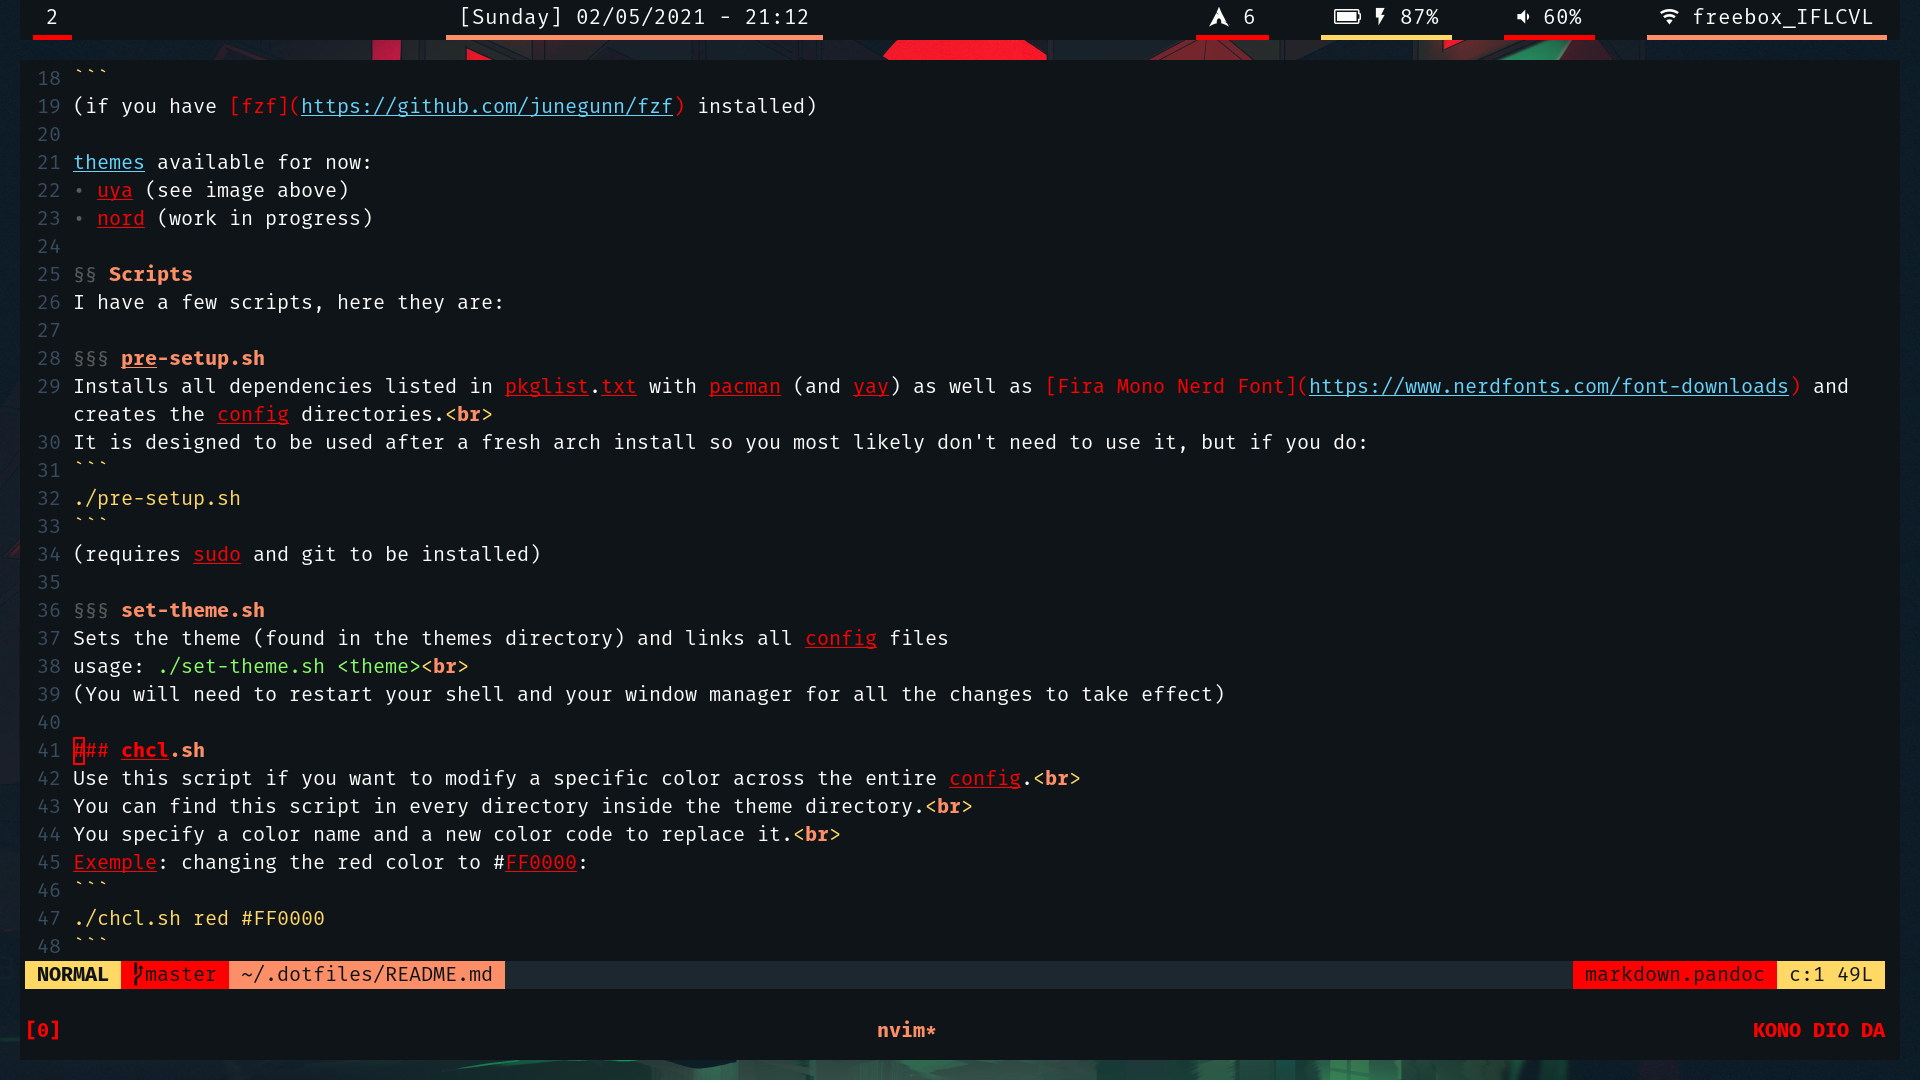 2 [Sunday] 02/05/2021 - 21:12 6 87% 60% freebox_IFLCVL
18 ```
19 (if you have [fzf](https://github.com/junegunn/fzf) installed)
20
21 themes available for now:
22 • uya (see image above)
23 • nord (work in progress)
24
25 §§ Scripts
26 I have a few scripts, here they are:
27
28 §§§ pre-setup.sh
29 Installs all dependencies listed in pkglist.txt with pacman (and yay) as well as [Fira Mono Nerd Font](https://www.nerdfonts.com/font-downloads) and
creates the config directories.<br>
30 It is designed to be used after a fresh arch install so you most likely don't need to use it, but if you do:
31 ```
32 ./pre-setup.sh
33 ```
34 (requires sudo and git to be installed)
35
36 §§§ set-theme.sh
37 Sets the theme (found in the themes directory) and links all config files
38 usage: ./set-theme.sh <theme><br>
39 (You will need to restart your shell and your window manager for all the changes to take effect)
40
41 ### chcl.sh
42 Use this script if you want to modify a specific color across the entire config.<br>
43 You can find this script in every directory inside the theme directory.<br>
44 You specify a color name and a new color code to replace it.<br>
45 Exemple: changing the red color to #FF0000:
46 ```
47 ./chcl.sh red #FF0000
48 ```
NORMAL master ~/.dotfiles/README.md markdown.pandoc c:1 49L
[0] nvim* KONO DIO DA